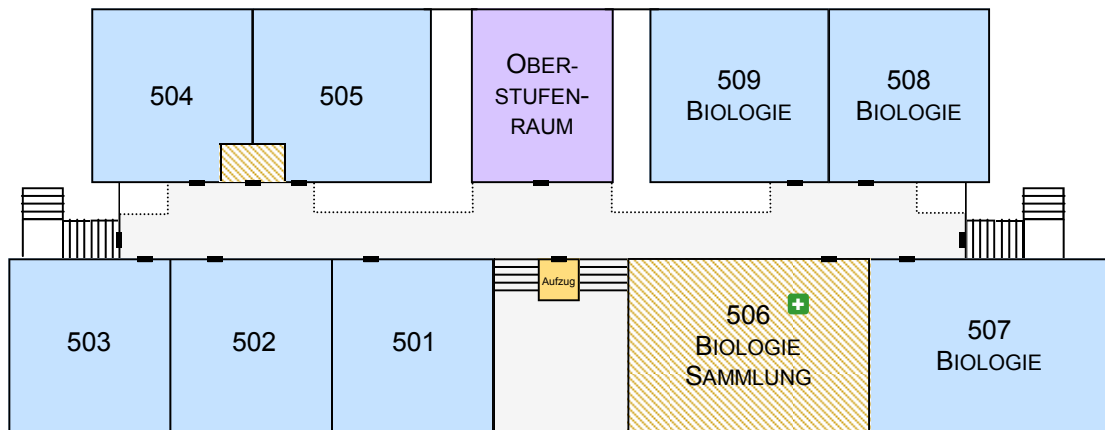 504
505
OBER-
STUFEN-
RAUM
509
BIOLOGIE
508
BIOLOGIE
503
502
501
Aufzug
506
BIOLOGIE
SAMMLUNG
507
BIOLOGIE